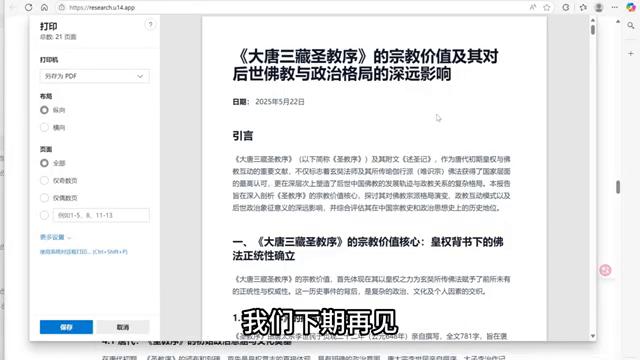 https://research.u14.app
打印
总数: 21 页面
?
打印机
另存为 PDF
布局
纵向
横向
页面
全部
仅奇数页
仅偶数页
例如1-5、8、11-13
更多设置
使用系统对话框打印... (Ctrl+Shift+P)
保存
取消
《大唐三藏圣教序》的宗教价值及其对
后世佛教与政治格局的深远影响
日期： 2025年5月22日
引言
《大唐三藏圣教序》（以下简称《圣教序》）及其附文《述圣记》，作为唐代初期皇权与佛
教互动的重要文献，不仅标志着玄奘法师及其所传瑜伽行派（唯识宗）佛法获得了国家层面
的最高认可，更在深层次上塑造了后世中国佛教的发展轨迹与政教关系的复杂格局。本报告
旨在深入剖析《圣教序》的宗教价值核心，探讨其对佛教宗派格局演变、政教互动模式以及
后世政治象征意义的深远影响，并综合评估其在中国宗教史和政治思想史上的历史地位。
一、《大唐三藏圣教序》的宗教价值核心：皇权背书下的佛
法正统性确立
《大唐三藏圣教序》的宗教价值，首先体现在其以皇权之力为玄奘所传佛法赋予了前所未有
的正统性与权威性。这一历史事件的背后，是复杂的政治、文化及个人因素的交织。
我们下期再见